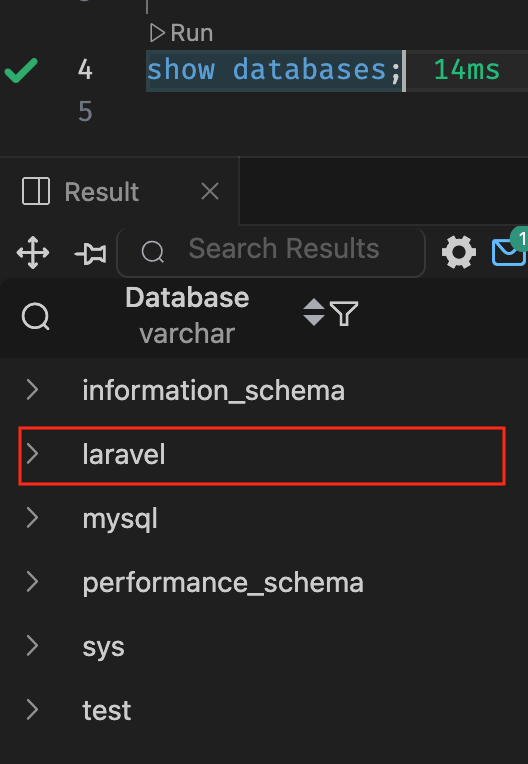 Run
4
show databases; 14ms
5
Result
Search Results
1
Database
varchar
information_schema
laravel
mysql
performance_schema
sys
test